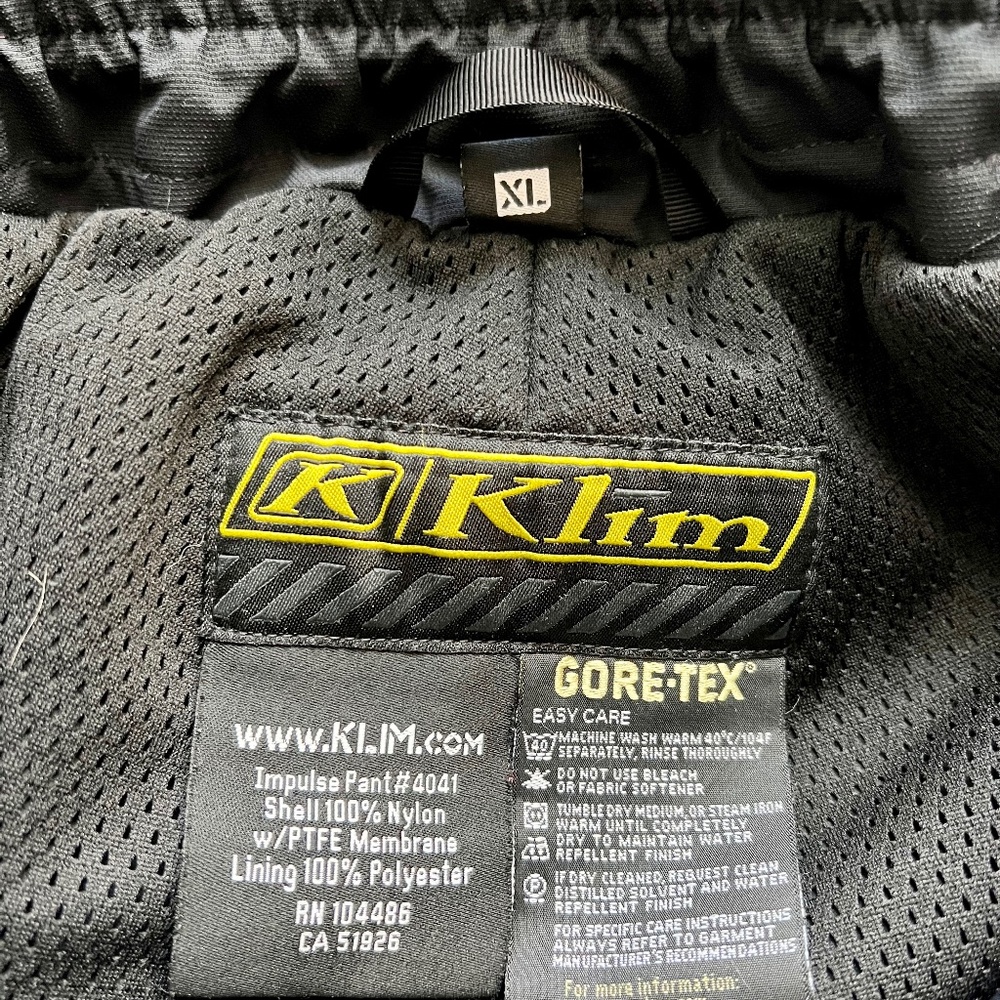 XL
K Klim
WWW.KLIM.COM
Impulse Pant#4041
Shell 100% Nylon
w/PTFE Membrane
Lining 100% Polyester
RN 104486
CA 51926
GORE-TEX®
EASY CARE
40
MACHINE WASH WARM 40°C/104F
SEPARATELY, RINSE THOROUGHLY
DO NOT USE BLEACH
OR FABRIC SOFTENER
TUMBLE DRY MEDIUM, OR STEAM IRON
WARM UNTIL COMPLETELY
DRY TO MAINTAIN WATER
REPELLENT FINISH
P
IF DRY CLEANED, REQUEST CLEAN
DISTILLED SOLVENT AND WATER
REPELLENT FINISH
FOR SPECIFIC CARE INSTRUCTIONS
ALWAYS REFER TO GARMENT
MANUFACTURER'S RECOMMENDATIONS
For more information: